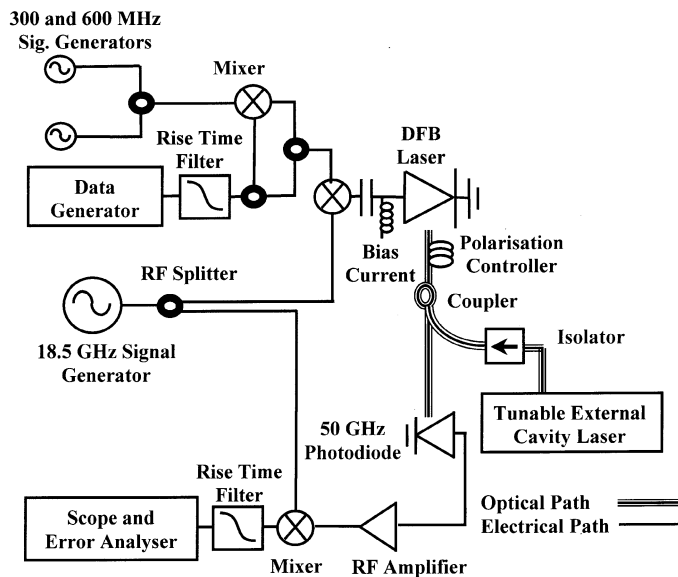 300 and 600 MHz
Sig. Generators
Mixer
Rise Time
Filter
DFB
Laser
Data
Generator
Bias
Current
Polarisation
Controller
RF Splitter
Coupler
18.5 GHz Signal
Generator
Isolator
Tunable External
Cavity Laser
50 GHz
Photodiode
Rise Time
Filter
Optical Path
Electrical Path
Scope and
Error Analyser
Mixer
RF Amplifier